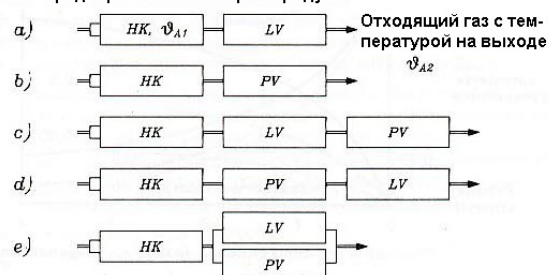 a) HK, ϑA1 LV Отходящий газ с тем-
пературой на выходе
ϑA2
b) HK PV
c) HK LV PV
d) HK PV LV
e) HK LV
PV